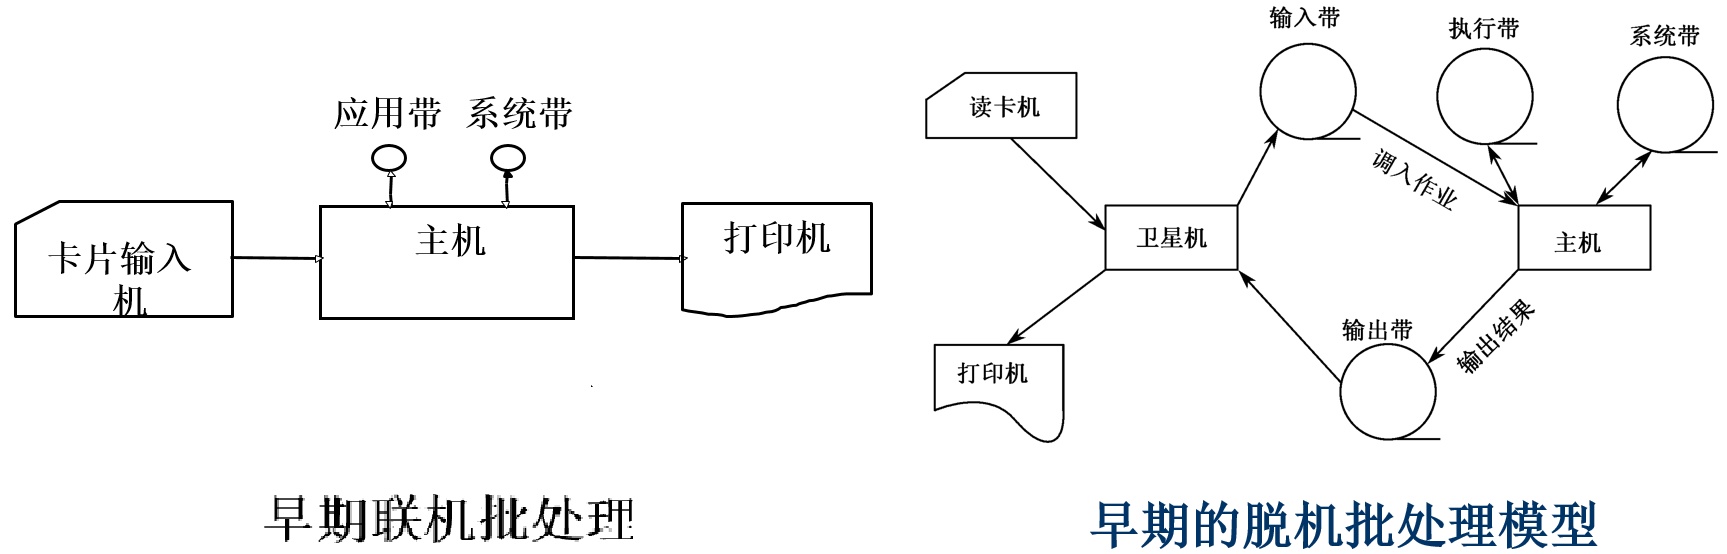 应用带 系统带
卡片输入
机
主机
打印机
早期联机批处理
输入带
执行带
系统带
读卡机
调入作业
卫星机
主机
输出带
输出结果
打印机
早期的脱机批处理模型